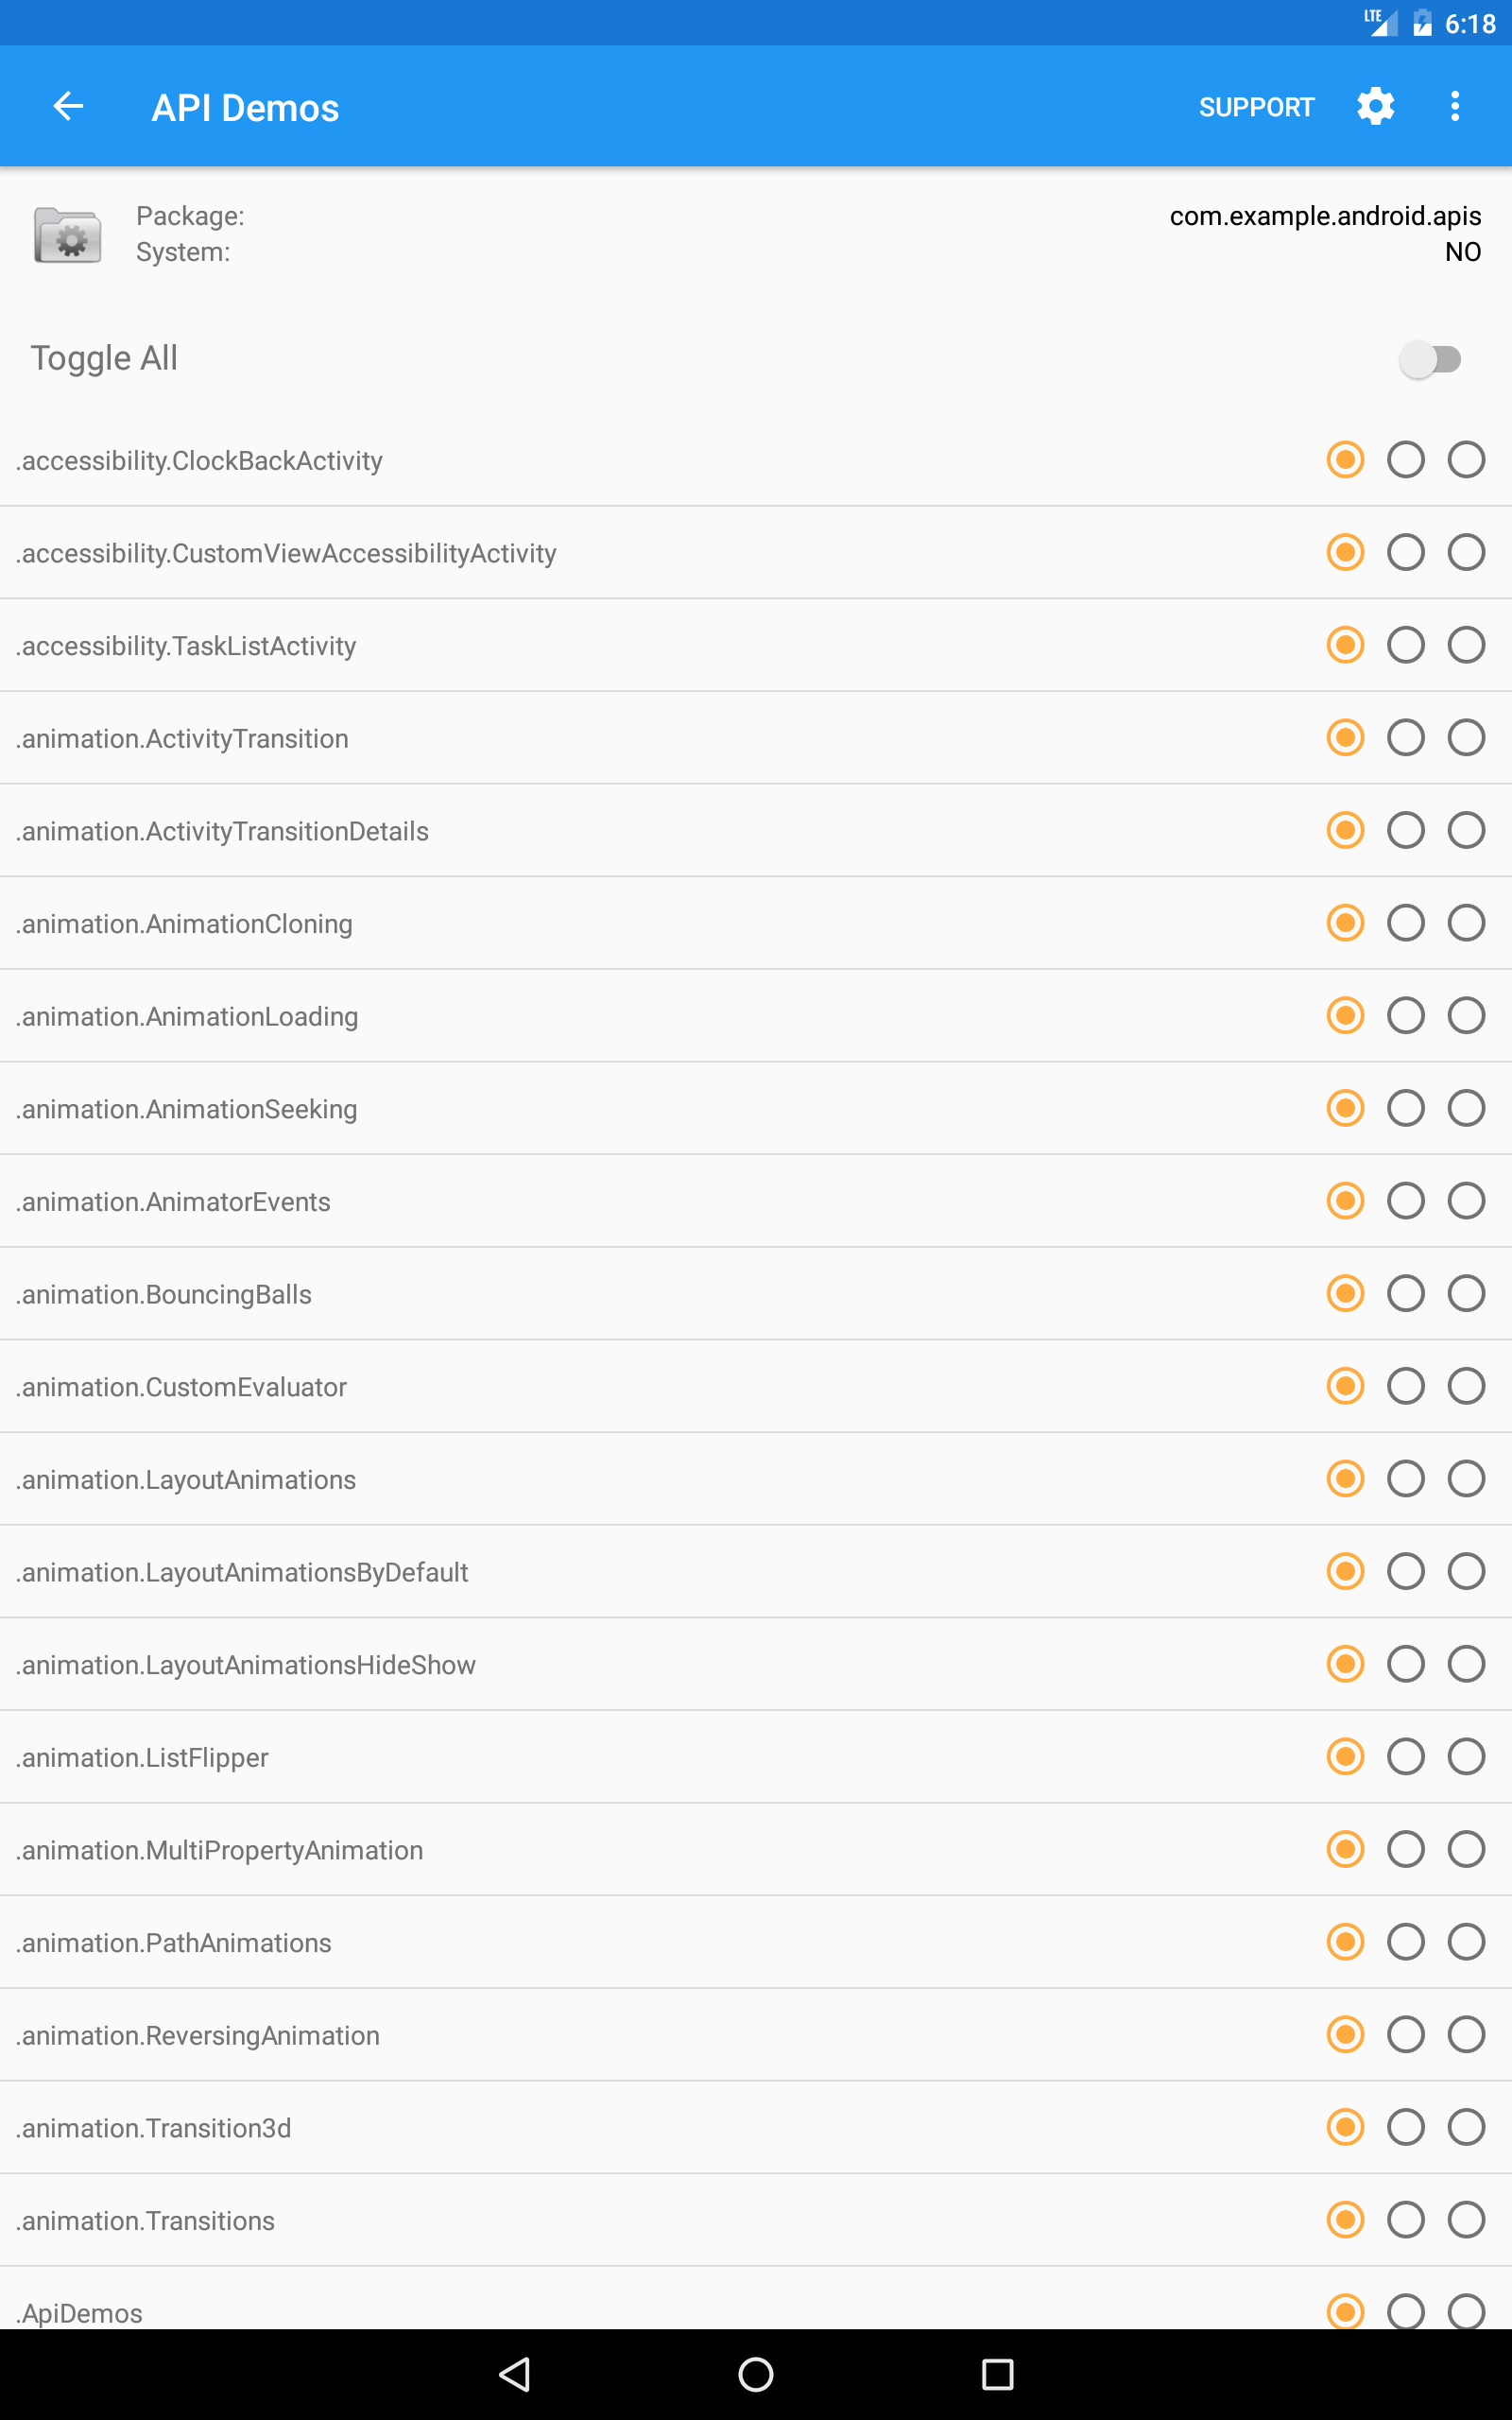 LTE 6:18
API Demos SUPPORT
Package: com.example.android.apis
System: NO
Toggle All
.accessibility.ClockBackActivity
.accessibility.CustomViewAccessibilityActivity
.accessibility.TaskListActivity
.animation.ActivityTransition
.animation.ActivityTransitionDetails
.animation.AnimationCloning
.animation.AnimationLoading
.animation.AnimationSeeking
.animation.AnimatorEvents
.animation.BouncingBalls
.animation.CustomEvaluator
.animation.LayoutAnimations
.animation.LayoutAnimationsByDefault
.animation.LayoutAnimationsHideShow
.animation.ListFlipper
.animation.MultiPropertyAnimation
.animation.PathAnimations
.animation.ReversingAnimation
.animation.Transition3d
.animation.Transitions
.ApiDemos